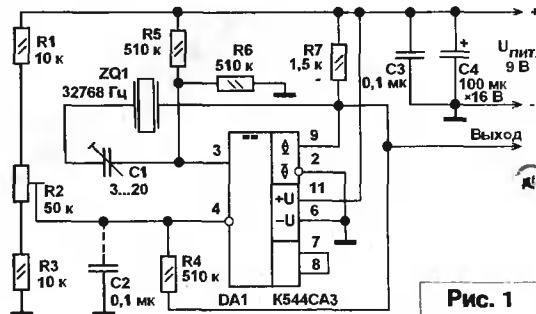 R1
10 к
R5
510 к
R6
510 к
R7
1,5 к
C3
0,1 мк
C4
100 мк
×16 В
+
+
Uпит.
9 В
-
ZQ1
32768 Гц
C1
3...20
Выход
3
4
9
2
11
+U
6
-U
7
8
R2
50 к
R3
10 к
C2
0,1 мк
R4
510 к
DA1 К544СА3
Рис. 1